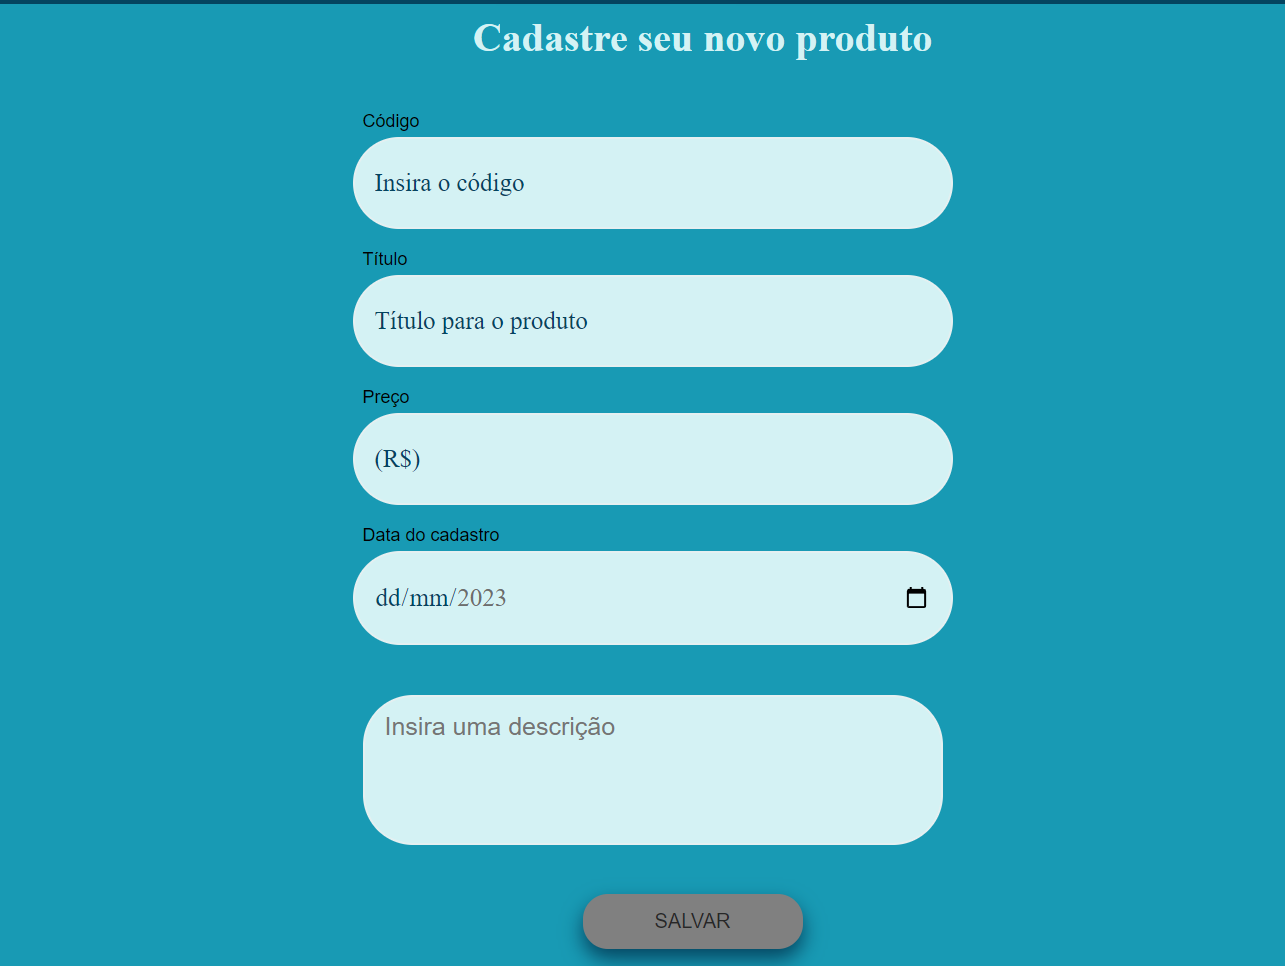 Cadastre seu novo produto
Código
Insira o código
Título
Título para o produto
Preço
(R$)
Data do cadastro
dd/mm/2023
Insira uma descrição
SALVAR